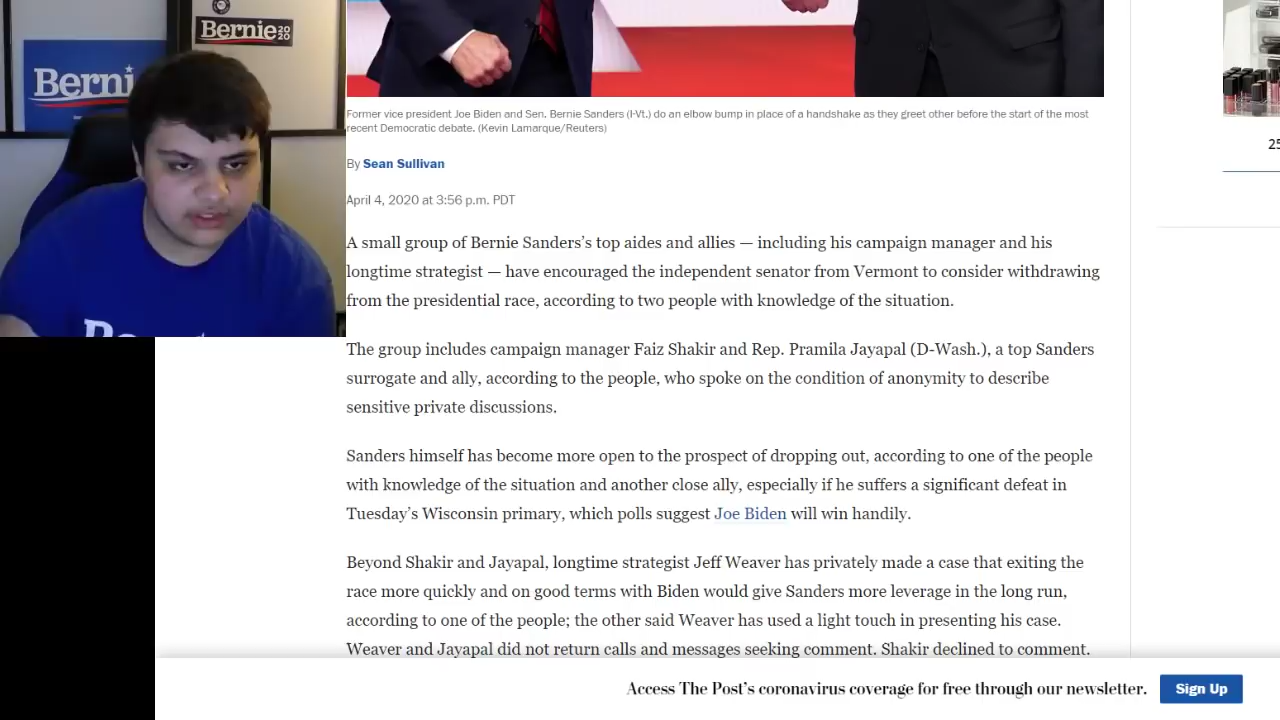 Bernie 2020
Berni
Former vice president Joe Biden and Sen. Bernie Sanders (I-Vt.) do an elbow bump in place of a handshake as they greet other before the start of the most
recent Democratic debate. (Kevin Lamarque/Reuters)
By Sean Sullivan
April 4, 2020 at 3:56 p.m. PDT
25
A small group of Bernie Sanders’s top aides and allies — including his campaign manager and his
longtime strategist — have encouraged the independent senator from Vermont to consider withdrawing
from the presidential race, according to two people with knowledge of the situation.
The group includes campaign manager Faiz Shakir and Rep. Pramila Jayapal (D-Wash.), a top Sanders
surrogate and ally, according to the people, who spoke on the condition of anonymity to describe
sensitive private discussions.
Sanders himself has become more open to the prospect of dropping out, according to one of the people
with knowledge of the situation and another close ally, especially if he suffers a significant defeat in
Tuesday’s Wisconsin primary, which polls suggest Joe Biden will win handily.
Beyond Shakir and Jayapal, longtime strategist Jeff Weaver has privately made a case that exiting the
race more quickly and on good terms with Biden would give Sanders more leverage in the long run,
according to one of the people; the other said Weaver has used a light touch in presenting his case.
Weaver and Jayapal did not return calls and messages seeking comment. Shakir declined to comment.
Access The Post’s coronavirus coverage for free through our newsletter.
Sign Up